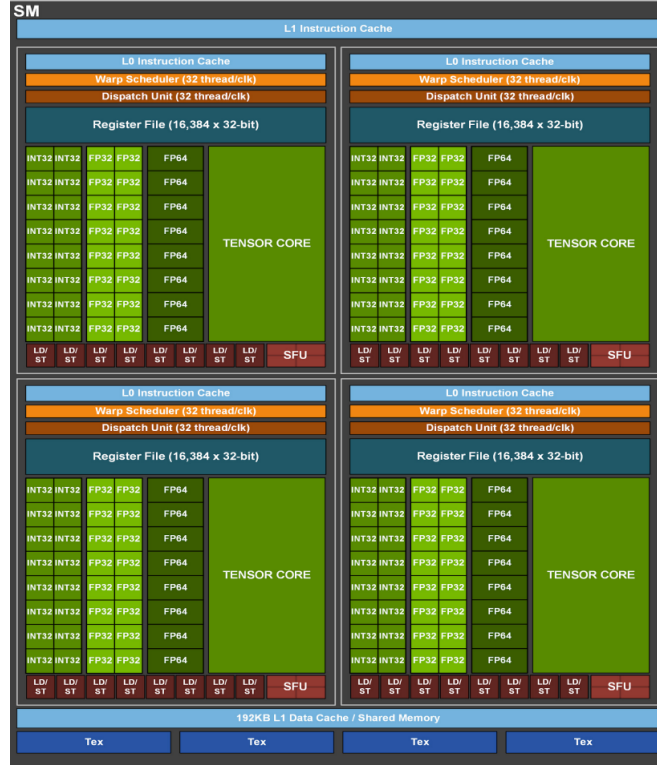 SM
L1 Instruction Cache
L0 Instruction Cache
Warp Scheduler (32 thread/clk)
Dispatch Unit (32 thread/clk)
Register File (16,384 x 32-bit)
INT32 INT32 FP32 FP32 FP64
INT32 INT32 FP32 FP32 FP64
INT32 INT32 FP32 FP32 FP64
INT32 INT32 FP32 FP32 FP64
TENSOR CORE
INT32 INT32 FP32 FP32 FP64
INT32 INT32 FP32 FP32 FP64
INT32 INT32 FP32 FP32 FP64
INT32 INT32 FP32 FP32 FP64
LD/ LD/ LD/ LD/ LD/ LD/ LD/ LD/
ST ST ST ST ST ST ST ST
SFU
L0 Instruction Cache
Warp Scheduler (32 thread/clk)
Dispatch Unit (32 thread/clk)
Register File (16,384 x 32-bit)
INT32 INT32 FP32 FP32 FP64
INT32 INT32 FP32 FP32 FP64
INT32 INT32 FP32 FP32 FP64
INT32 INT32 FP32 FP32 FP64
TENSOR CORE
INT32 INT32 FP32 FP32 FP64
INT32 INT32 FP32 FP32 FP64
INT32 INT32 FP32 FP32 FP64
INT32 INT32 FP32 FP32 FP64
LD/ LD/ LD/ LD/ LD/ LD/ LD/ LD/
ST ST ST ST ST ST ST ST
SFU
L0 Instruction Cache
Warp Scheduler (32 thread/clk)
Dispatch Unit (32 thread/clk)
Register File (16,384 x 32-bit)
INT32 INT32 FP32 FP32 FP64
INT32 INT32 FP32 FP32 FP64
INT32 INT32 FP32 FP32 FP64
INT32 INT32 FP32 FP32 FP64
TENSOR CORE
INT32 INT32 FP32 FP32 FP64
INT32 INT32 FP32 FP32 FP64
INT32 INT32 FP32 FP32 FP64
INT32 INT32 FP32 FP32 FP64
LD/ LD/ LD/ LD/ LD/ LD/ LD/ LD/
ST ST ST ST ST ST ST ST
SFU
L0 Instruction Cache
Warp Scheduler (32 thread/clk)
Dispatch Unit (32 thread/clk)
Register File (16,384 x 32-bit)
INT32 INT32 FP32 FP32 FP64
INT32 INT32 FP32 FP32 FP64
INT32 INT32 FP32 FP32 FP64
INT32 INT32 FP32 FP32 FP64
TENSOR CORE
INT32 INT32 FP32 FP32 FP64
INT32 INT32 FP32 FP32 FP64
INT32 INT32 FP32 FP32 FP64
INT32 INT32 FP32 FP32 FP64
LD/ LD/ LD/ LD/ LD/ LD/ LD/ LD/
ST ST ST ST ST ST ST ST
SFU
192KB L1 Data Cache / Shared Memory
Tex Tex Tex Tex